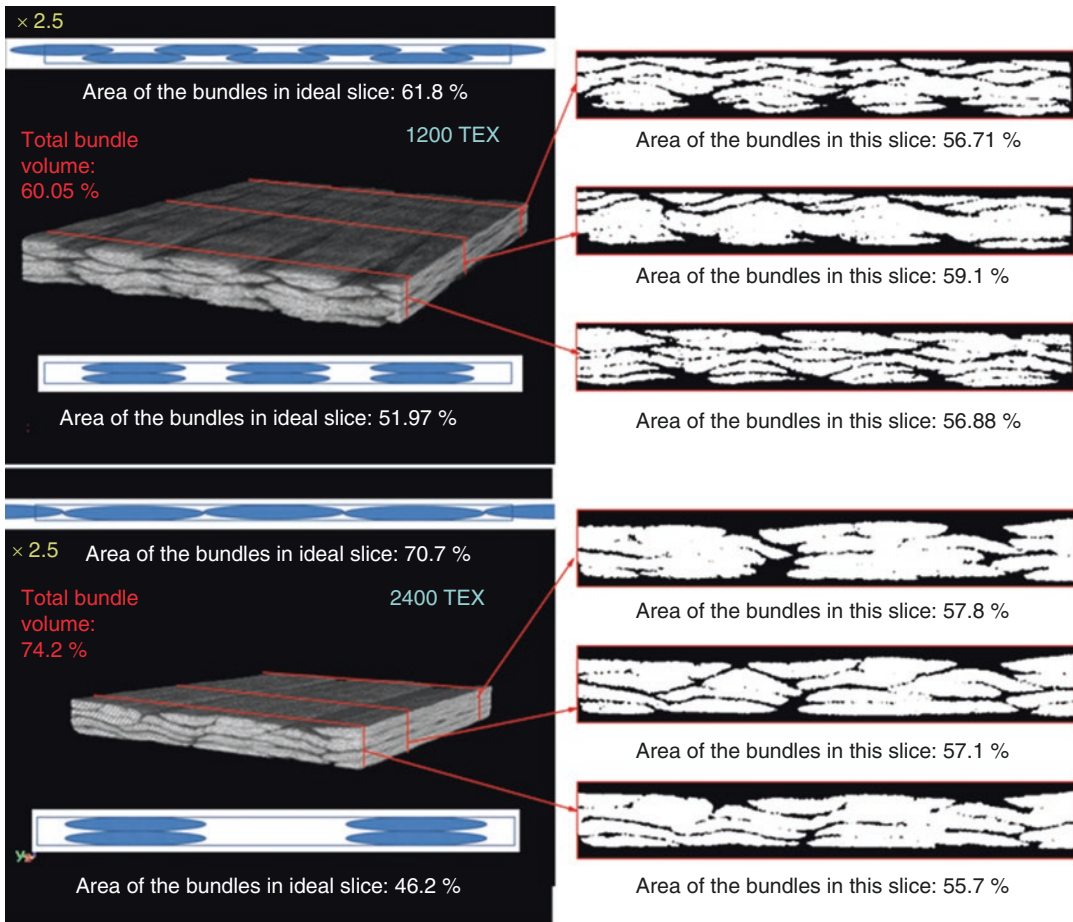 × 2.5
Area of the bundles in ideal slice: 61.8 %
Total bundle
volume:
60.05 %
1200 TEX
Area of the bundles in ideal slice: 51.97 %
Area of the bundles in this slice: 56.71 %
Area of the bundles in this slice: 59.1 %
Area of the bundles in this slice: 56.88 %
× 2.5
Area of the bundles in ideal slice: 70.7 %
Total bundle
volume:
74.2 %
2400 TEX
Area of the bundles in ideal slice: 46.2 %
Area of the bundles in this slice: 57.8 %
Area of the bundles in this slice: 57.1 %
Area of the bundles in this slice: 55.7 %